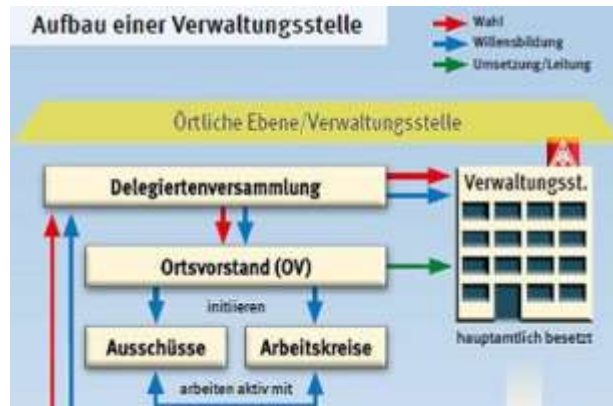 Aufbau einer Verwaltungsstelle
Wahl
Willensbildung
Umsetzung/Leitung
Örtliche Ebene/Verwaltungsstelle
Delegiertenversammlung
Verwaltungsst.
Ortsvorstand (OV)
initiieren
hauptamtlich besetzt
Ausschüsse
Arbeitskreise
arbeiten aktiv mit